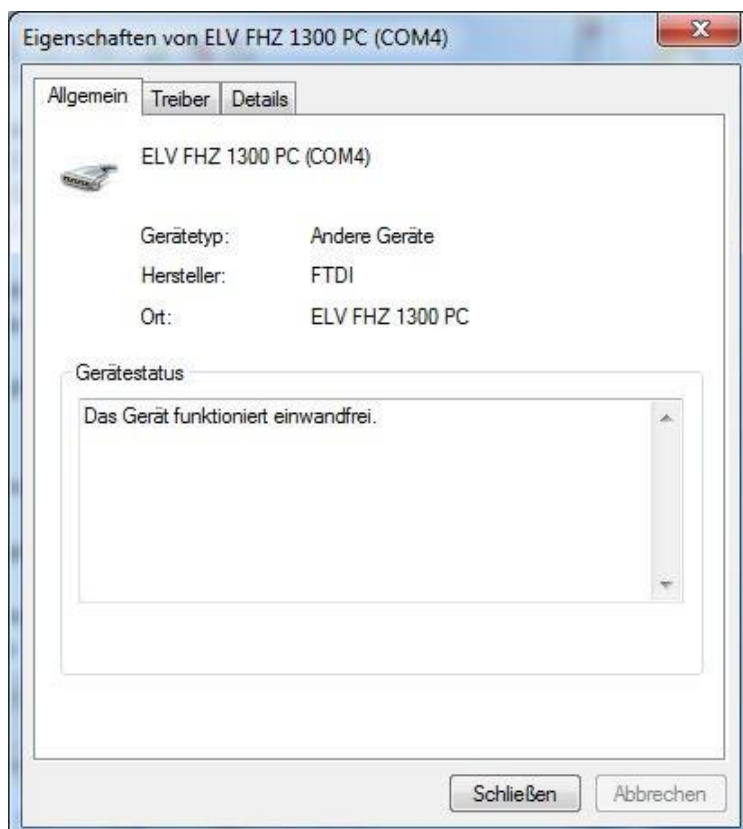 Eigenschaften von ELV FHZ 1300 PC (COM4)
Allgemein Treiber Details
ELV FHZ 1300 PC (COM4)
Gerätetyp: Andere Geräte
Hersteller: FTDI
Ort: ELV FHZ 1300 PC
Gerätestatus
Das Gerät funktioniert einwandfrei.
Schließen Abbrechen